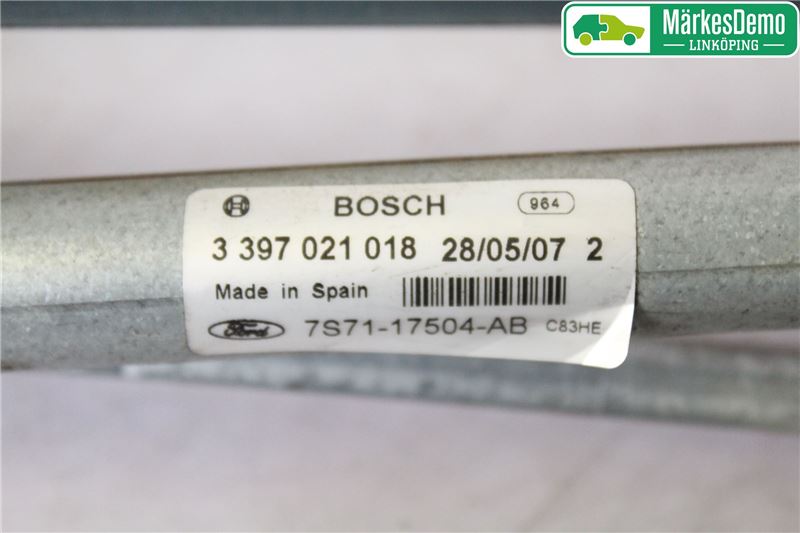 MärkesDemo
LINKÖPING
BOSCH 964
3 397 021 018 28/05/07 2
Made in Spain
Ford 7S71-17504-AB C83HE